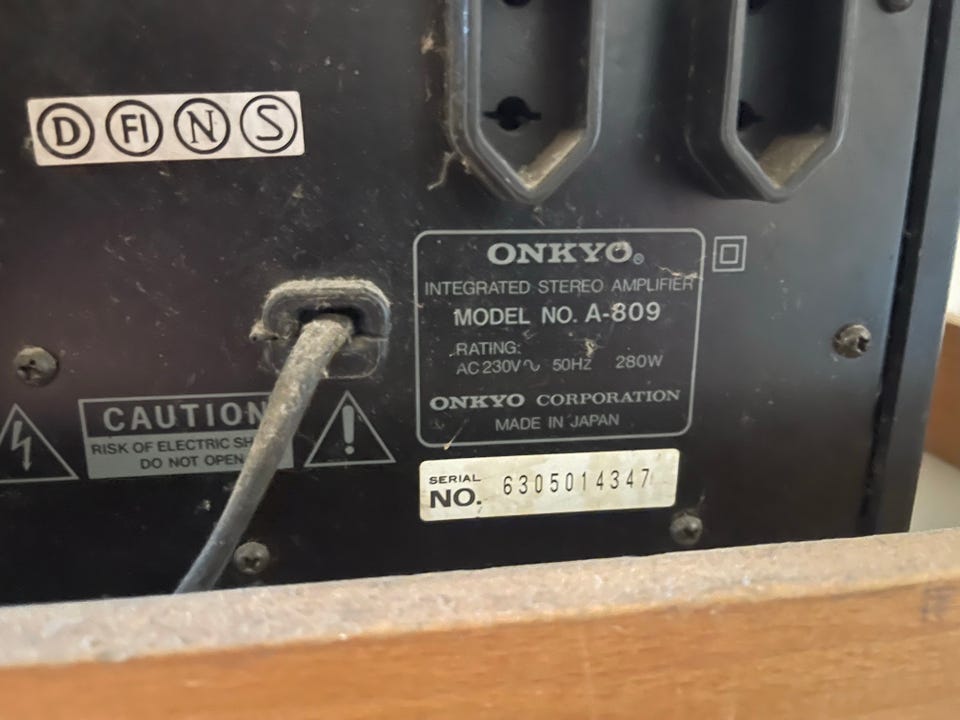 D FI N S
ONKYO®
INTEGRATED STEREO AMPLIFIER
MODEL NO. A-809
RATING:
AC 230V∿ 50HZ 280W
ONKYO CORPORATION
MADE IN JAPAN
CAUTION
RISK OF ELECTRIC SH
DO NOT OPEN
SERIAL
NO. 6305014347